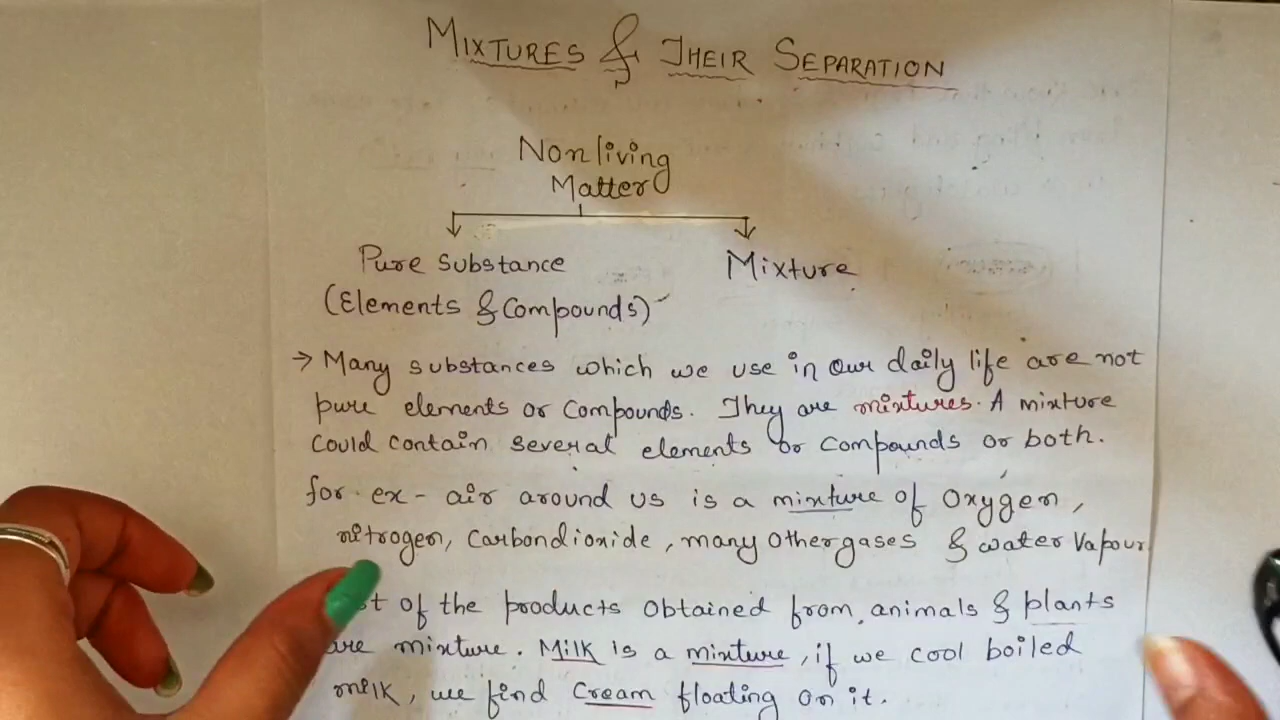 MIXTURES & THEIR SEPARATION
Non living
Matter
Pure Substance
Mixture
(Elements & Compounds)
→ Many substances which we use in our daily life are not
pure elements or Compounds. They are mixtures. A mixture
could contain several elements or compounds or both.
for ex- air around us is a mixture of Oxygen,
nitrogen, Carbondioxide, many other gases & water Vapour
of the products obtained from animals & plants
are mixture. Milk is a mixture, if we cool boiled
milk, we find Cream floating on it.